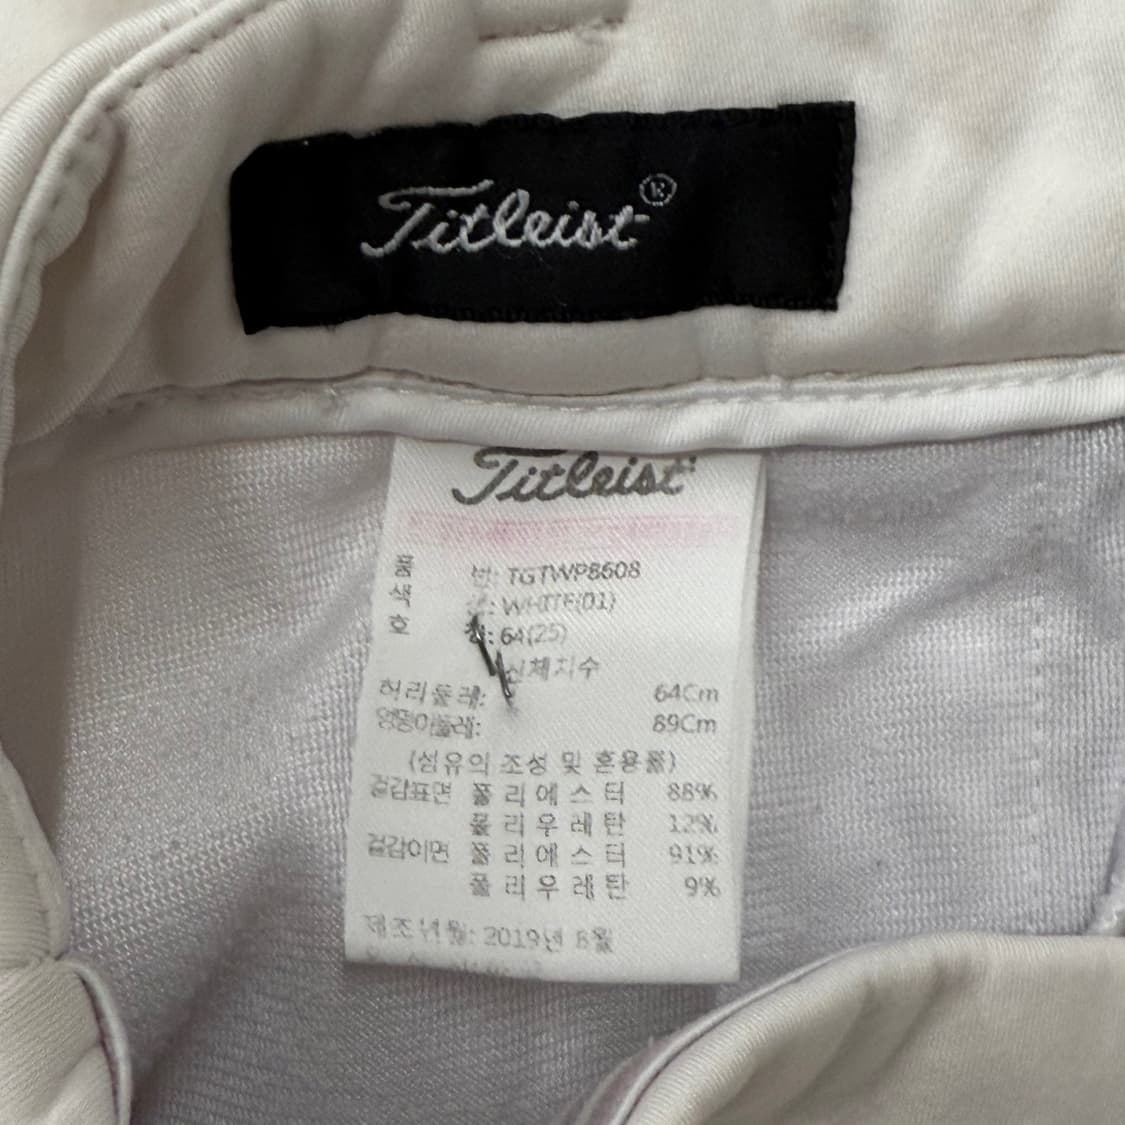 Titleist®
Titleist
품 번: TGTWP8608
색 상: WHITE(01)
호 칭: 64(25)
신체치수
허리둘레: 64Cm
엉덩이둘레: 89Cm
(섬유의 조성 및 혼용률)
겉감표면 폴리에스터 88%
폴리우레탄 12%
겉감이면 폴리에스터 91%
폴리우레탄 9%
제조년월: 2019년 8월